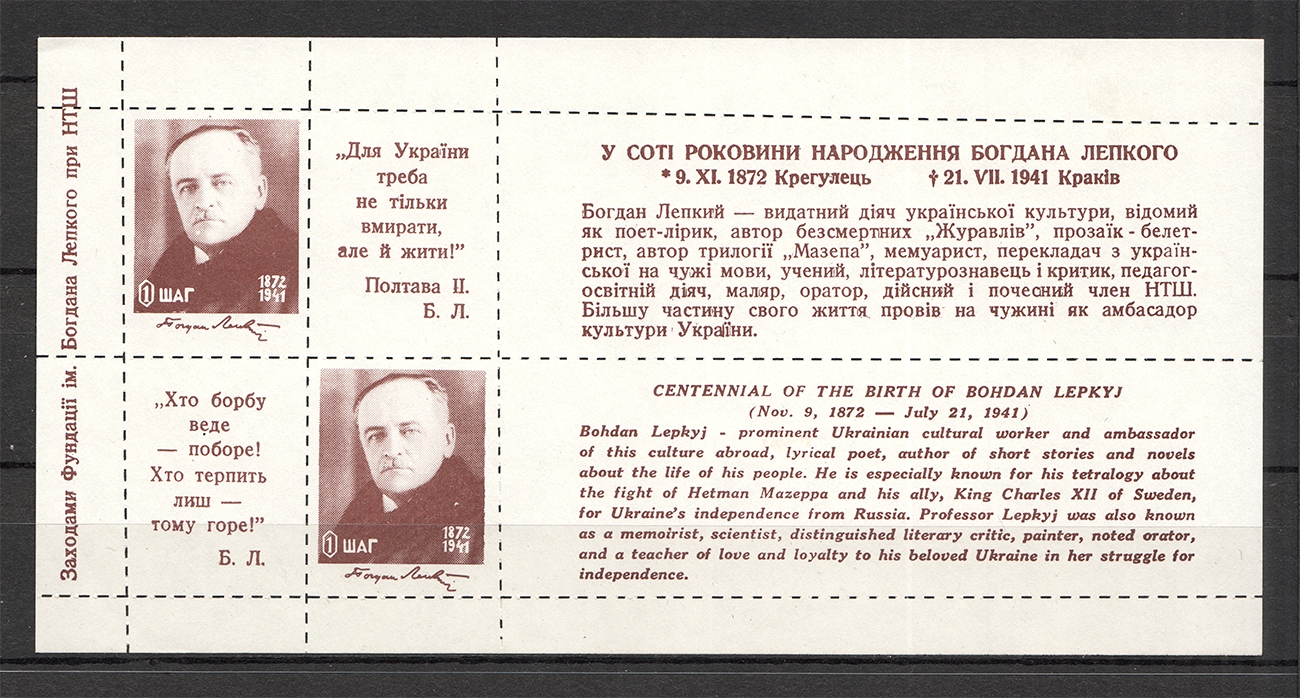 Заходами Фундації ім. Богдана Лепкого при НТШ
1872
1941
1 ШАГ
Богдан Лепкий
„Для України
треба
не тільки
вмирати,
але й жити!”
Полтава II.
Б. Л.
У СОТІ РОКОВИНИ НАРОДЖЕННЯ БОГДАНА ЛЕПКОГО
* 9. XI. 1872 Крегулець † 21. VII. 1941 Краків
Богдан Лепкий — видатний діяч української культури, відомий
як поет-лірик, автор безсмертних „Журавлів”, прозаїк - белет-
рист, автор трилогії „Мазепа”, мемуарист, перекладач з україн-
ської на чужі мови, учений, літературознавець і критик, педагог-
освітній діяч, маляр, оратор, дійсний і почесний член НТШ.
Більшу частину свого життя провів на чужині як амбасадор
культури України.
„Хто борбу
веде
— поборе!
Хто терпить
лиш —
тому горе!”
Б. Л.
1872
1941
1 ШАГ
Богдан Лепкий
CENTENNIAL OF THE BIRTH OF BOHDAN LEPKYJ
(Nov. 9, 1872 — July 21, 1941)
Bohdan Lepkyj - prominent Ukrainian cultural worker and ambassador
of this culture abroad, lyrical poet, author of short stories and novels
about the life of his people. He is especially known for his tetralogy about
the fight of Hetman Mazeppa and his ally, King Charles XII of Sweden,
for Ukraine's independence from Russia. Professor Lepkyj was also known
as a memoirist, scientist, distinguished literary critic, painter, noted orator,
and a teacher of love and loyalty to his beloved Ukraine in her struggle for
independence.